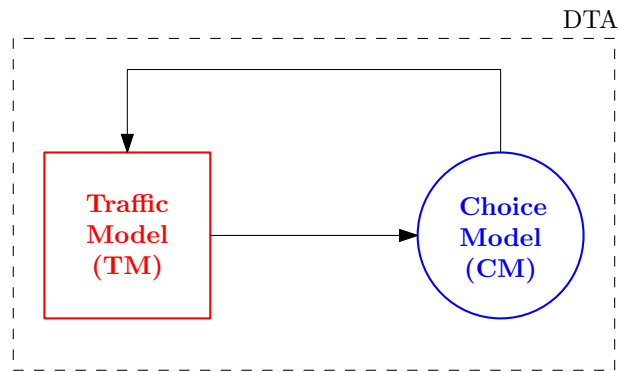 DTA
Traffic
Model
(TM)
Choice
Model
(CM)